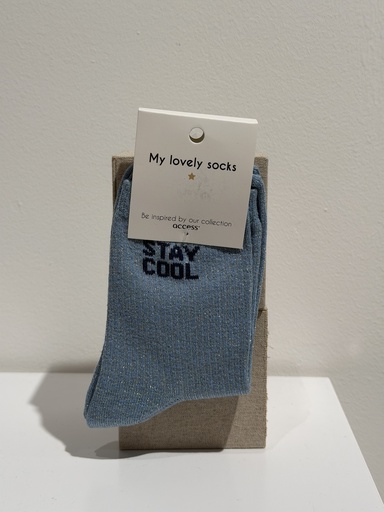 My lovely socks
Be inspired by our collection
access
STAY
COOL